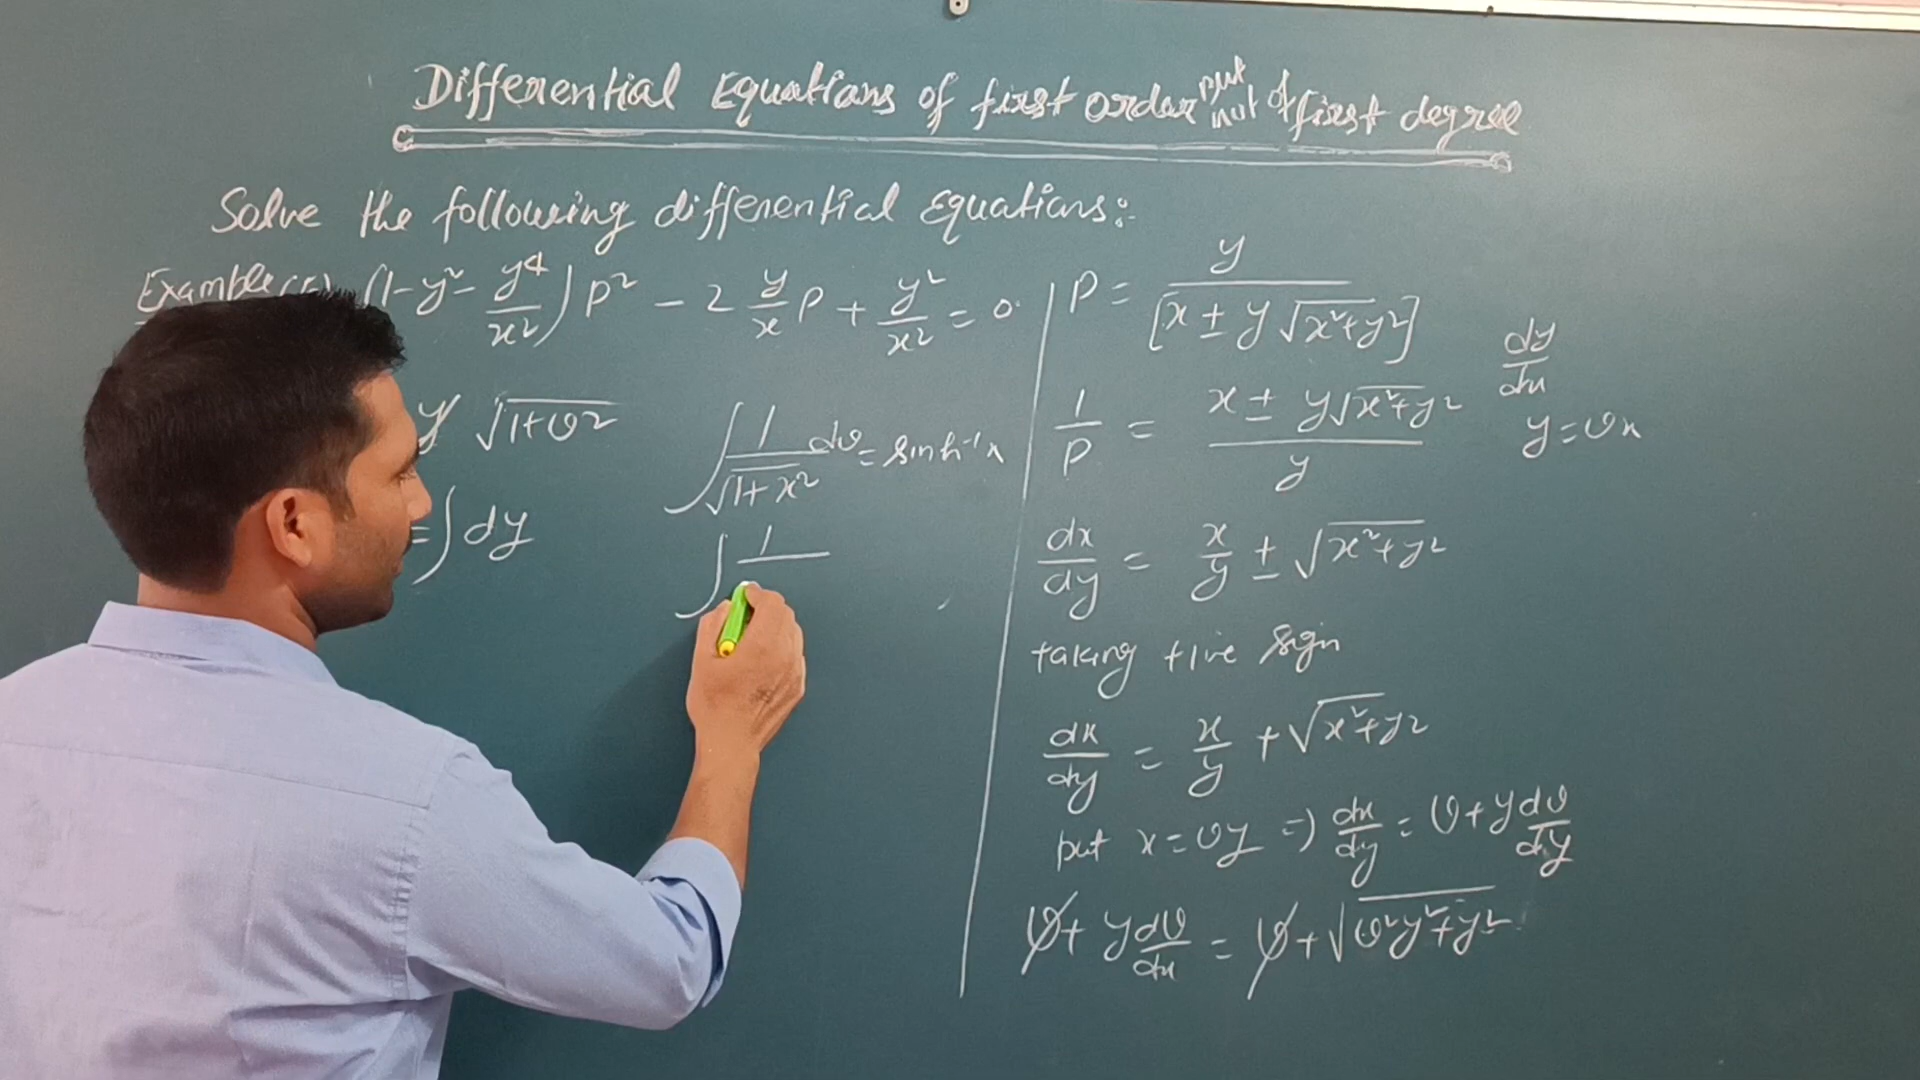 Differential Equations of first order but not of first degree
Solve the following differential equations:-
Example (1-y²- y⁴/x²) p² - 2 y/x p + y²/x² = 0.
y √1+v²
= ∫ dy
∫ 1/√1+x² dv = sinh⁻¹x
∫ 1/
p = y/[x ± y √x²+y²]
1/p = x ± y√x²+y² / y
dy/dx
y = vx
dx/dy = x/y ± √x²+y²
taking +ive sign
dx/dy = x/y + √x²+y²
put x = vy => dx/dy = v + y dv/dy
v + y dv/dx = v + √v²y²+y²